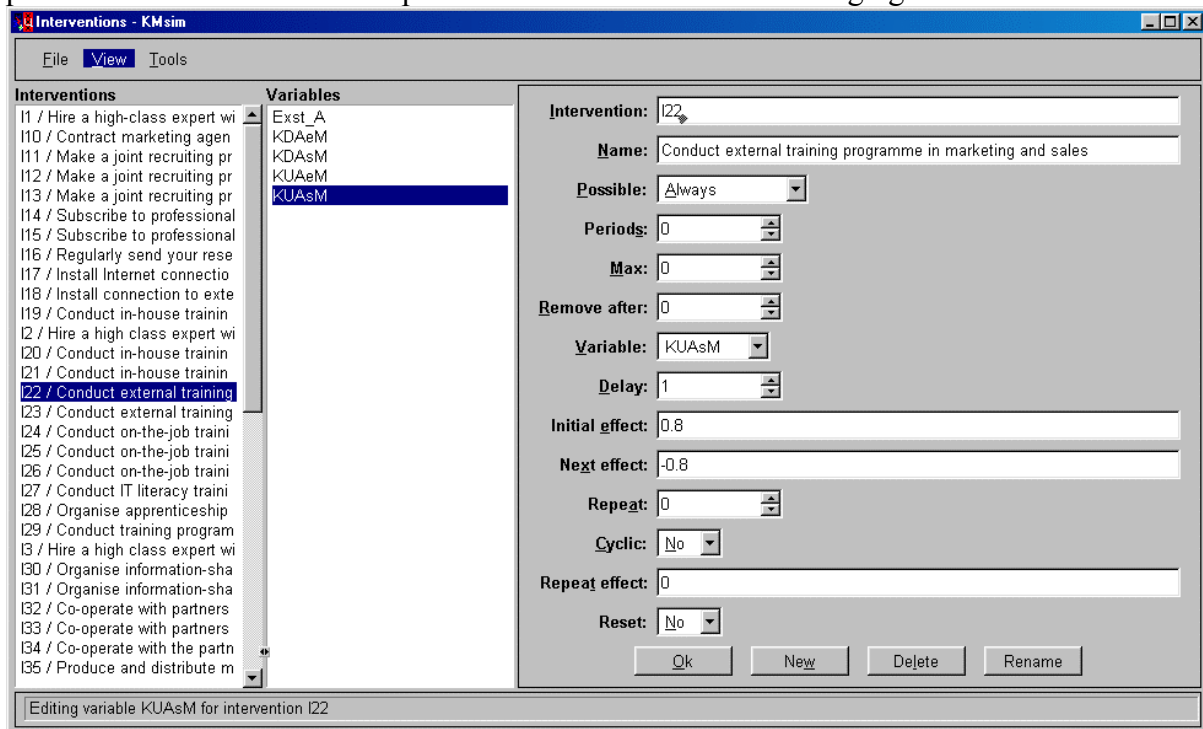 Interventions - KMsim
File View Tools
Interventions
I1 / Hire a high-class expert wi
I10 / Contract marketing agen
I11 / Make a joint recruiting pr
I12 / Make a joint recruiting pr
I13 / Make a joint recruiting pr
I14 / Subscribe to professional
I15 / Subscribe to professional
I16 / Regularly send your rese
I17 / Install Internet connectio
I18 / Install connection to exte
I19 / Conduct in-house trainin
I2 / Hire a high class expert wi
I20 / Conduct in-house trainin
I21 / Conduct in-house trainin
I22 / Conduct external training
I23 / Conduct external training
I24 / Conduct on-the-job traini
I25 / Conduct on-the-job traini
I26 / Conduct on-the-job traini
I27 / Conduct IT literacy traini
I28 / Organise apprenticeship
I29 / Conduct training program
I3 / Hire a high class expert wi
I30 / Organise information-sha
I31 / Organise information-sha
I32 / Co-operate with partners
I33 / Co-operate with partners
I34 / Co-operate with the partn
I35 / Produce and distribute m
Variables
Exst_A
KDAeM
KDAsM
KUAeM
KUAsM
Intervention: I22
Name: Conduct external training programme in marketing and sales
Possible: Always
Periods: 0
Max: 0
Remove after: 0
Variable: KUAsM
Delay: 1
Initial effect: 0.8
Next effect: -0.8
Repeat: 0
Cyclic: No
Repeat effect: 0
Reset: No
Ok New Delete Rename
Editing variable KUAsM for intervention I22